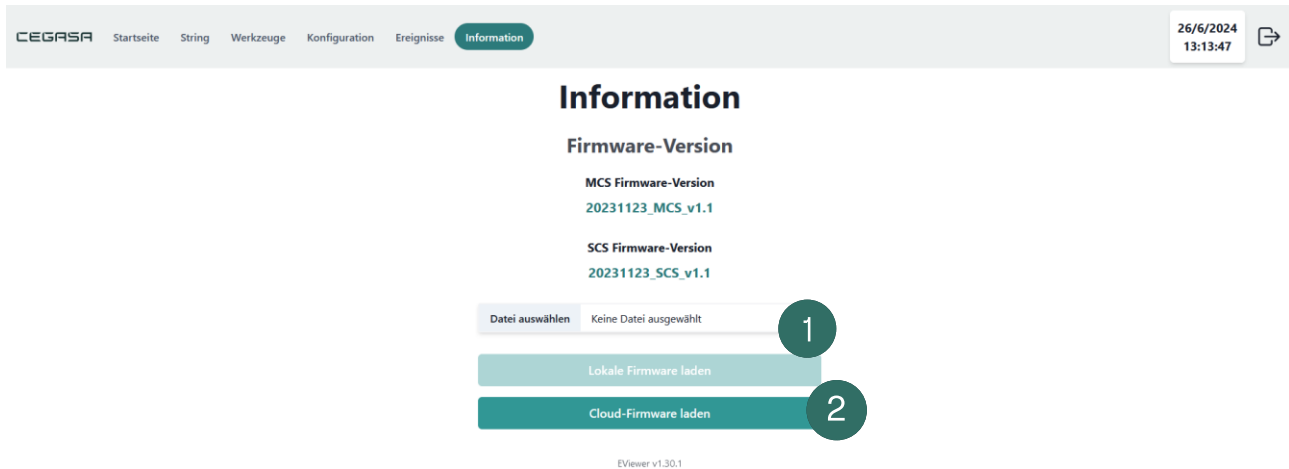 CEGASA Startseite String Werkzeuge Konfiguration Ereignisse Information 26/6/2024
13:13:47
Information
Firmware-Version
MCS Firmware-Version
20231123_MCS_v1.1
SCS Firmware-Version
20231123_SCS_v1.1
Datei auswählen Keine Datei ausgewählt
1
Lokale Firmware laden
Cloud-Firmware laden 2
EViewer v1.30.1